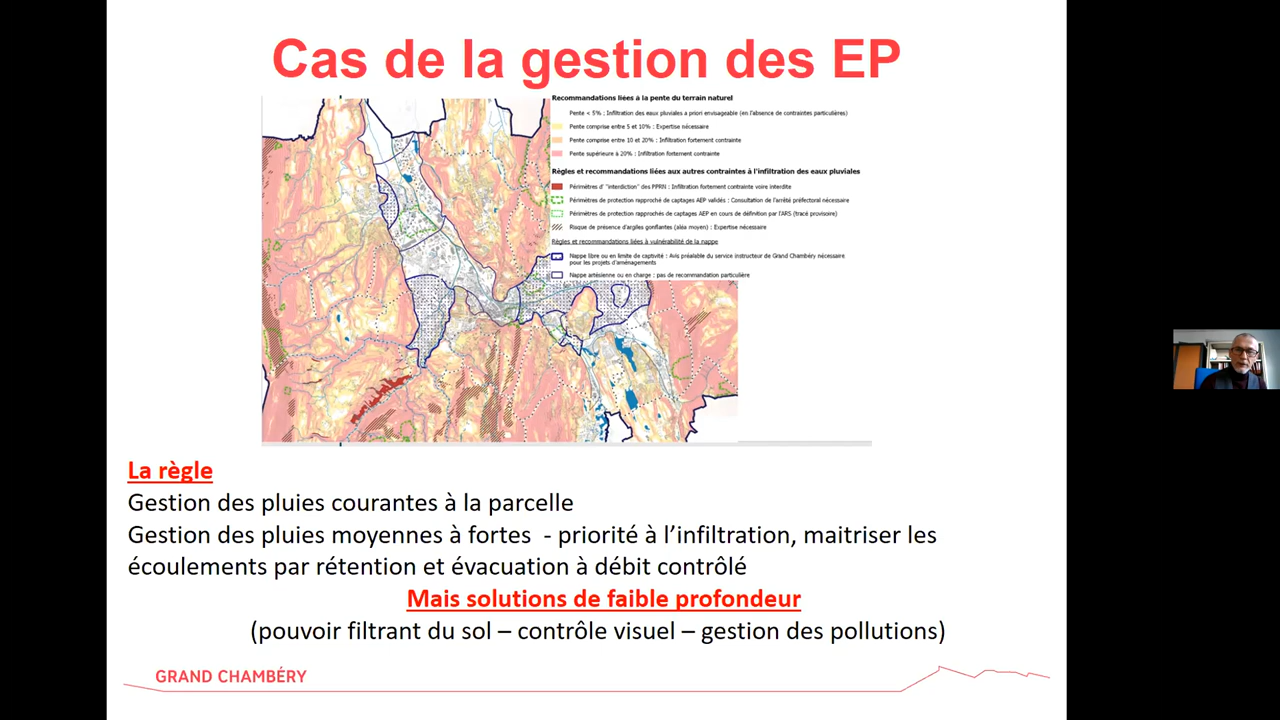 Cas de la gestion des EP
Recommandations liées à la pente du terrain naturel
Pente < 5% : Infiltration des eaux pluviales à priori envisageable (en l'absence de contraintes particulières)
Pente comprise entre 5 et 10% : Expertise nécessaire
Pente comprise entre 10 et 20% : Infiltration fortement contrainte
Pente supérieure à 20% : Infiltration fortement contrainte
Règles et recommandations liées aux autres contraintes à l'infiltration des eaux pluviales
Périmètres d' "interdiction" des PPRN : Infiltration fortement contrainte voire interdite
Périmètres de protection rapproché de captages AEP validés : Consultation de l'arrêté préfectoral nécessaire
Périmètres de protection rapprochés de captages AEP en cours de définition par l'ARS (tracé provisoire)
Risque de présence d'argiles gonflantes (aléa moyen) : Expertise nécessaire
Règles et recommandations liées à vulnérabilité de la nappe
Nappe libre ou en limite de captivité : Avis préalable du service instructeur de Grand Chambéry nécessaire
pour les projets d'aménagements
Nappe artésienne ou en charge : pas de recommandation particulière
La règle
Gestion des pluies courantes à la parcelle
Gestion des pluies moyennes à fortes - priorité à l'infiltration, maitriser les
écoulements par rétention et évacuation à débit contrôlé
Mais solutions de faible profondeur
(pouvoir filtrant du sol – contrôle visuel – gestion des pollutions)
GRAND CHAMBÉRY